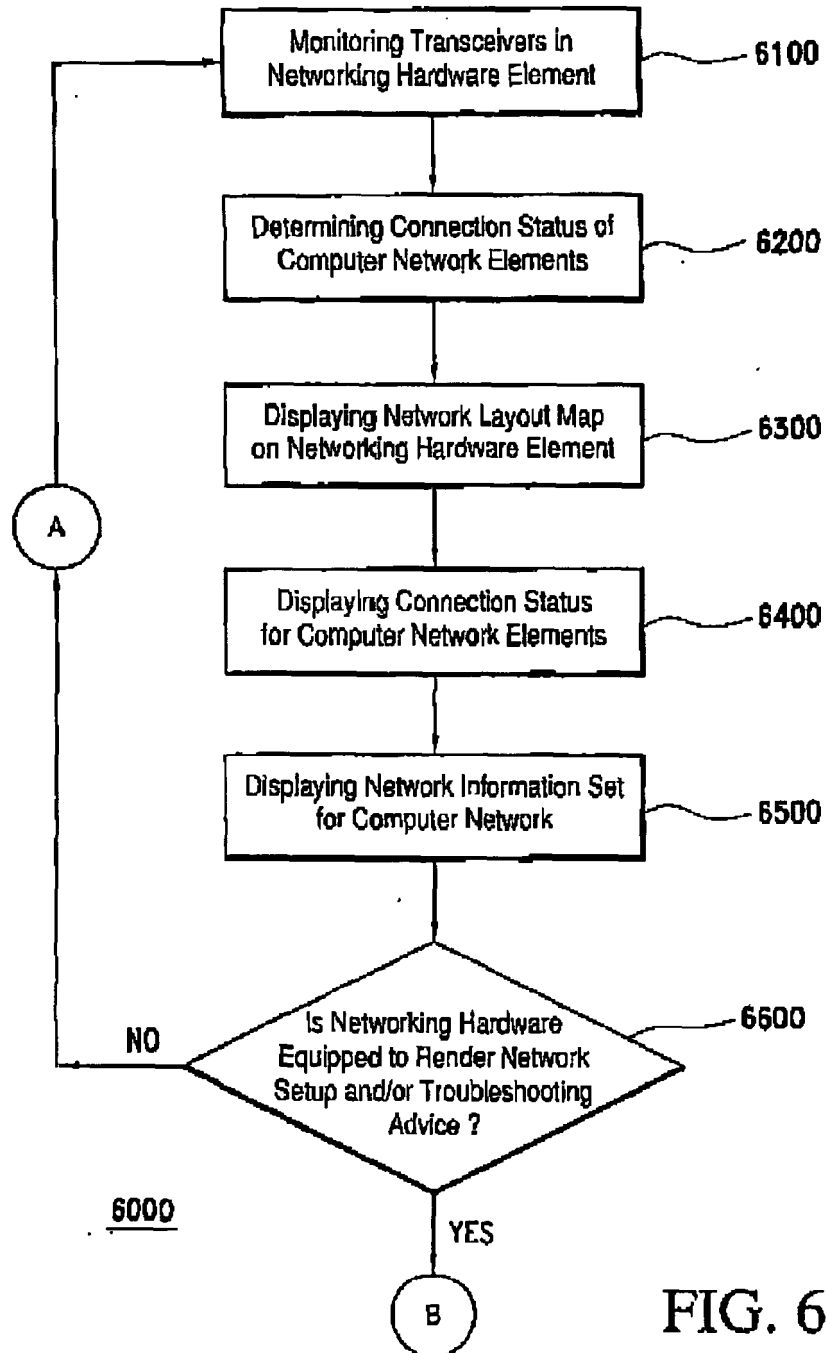 Monitoring Transceivers in
Networking Hardware Element
6100
Determining Connection Status of
Computer Network Elements
6200
Displaying Network Layout Map
on Networking Hardware Element
6300
A
Displaying Connection Status
for Computer Network Elements
6400
Displaying Network Information Set
for Computer Network
6500
Is Networking Hardware
Equipped to Render Network
Setup and/or Troubleshooting
Advice ?
6600
NO
6000
YES
B
FIG. 6